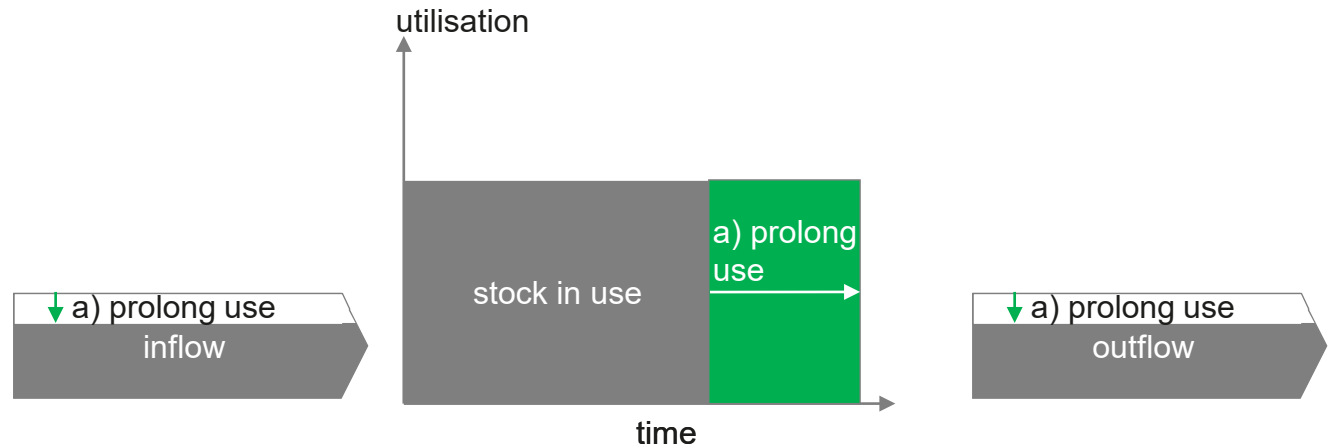 utilisation
a) prolong
use
stock in use
a) prolong use
inflow
a) prolong use
outflow
time